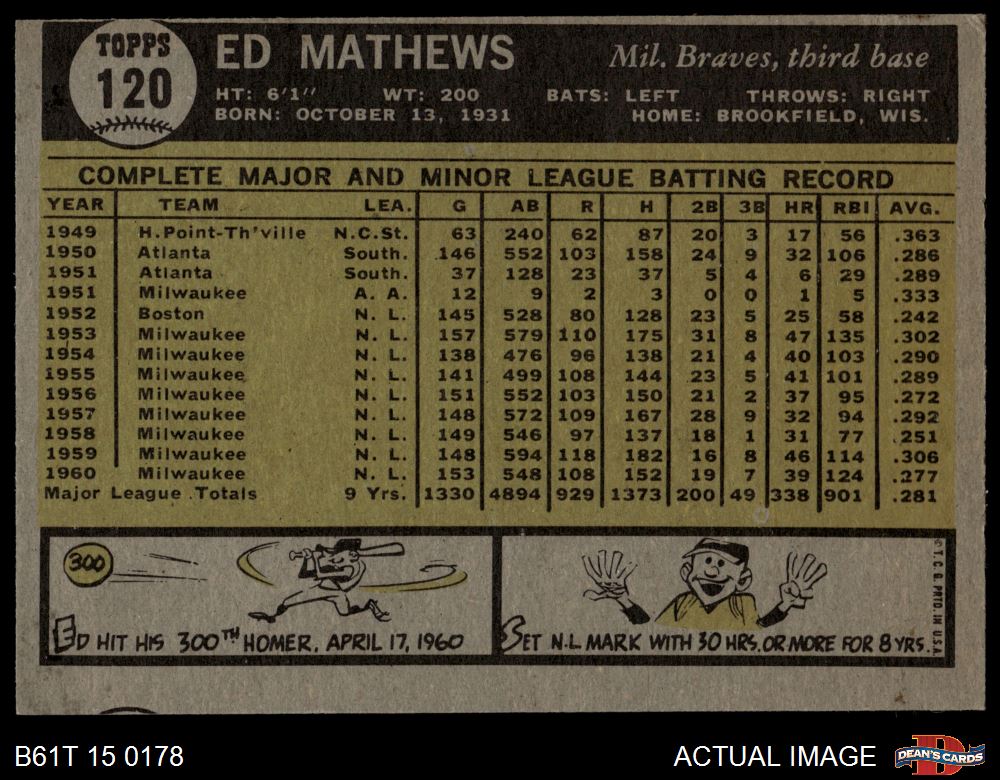 TOPPS
120
ED MATHEWS
Mil. Braves, third base
HT: 6'1" WT: 200 BATS: LEFT THROWS: RIGHT
BORN: OCTOBER 13, 1931 HOME: BROOKFIELD, WIS.
COMPLETE MAJOR AND MINOR LEAGUE BATTING RECORD
YEAR TEAM LEA. G AB R H 2B 3B HR RBI AVG.
1949 H.Point-Th'ville N.C.St. 63 240 62 87 20 3 17 56 .363
1950 Atlanta South. 146 552 103 158 24 9 32 106 .286
1951 Atlanta South. 37 128 23 37 5 4 6 29 .289
1951 Milwaukee A. A. 12 9 2 3 0 0 1 5 .333
1952 Boston N. L. 145 528 80 128 23 5 25 58 .242
1953 Milwaukee N. L. 157 579 110 175 31 8 47 135 .302
1954 Milwaukee N. L. 138 476 96 138 21 4 40 103 .290
1955 Milwaukee N. L. 141 499 108 144 23 5 41 101 .289
1956 Milwaukee N. L. 151 552 103 150 21 2 37 95 .272
1957 Milwaukee N. L. 148 572 109 167 28 9 32 94 .292
1958 Milwaukee N. L. 149 546 97 137 18 1 31 77 .251
1959 Milwaukee N. L. 148 594 118 182 16 8 46 114 .306
1960 Milwaukee N. L. 153 548 108 152 19 7 39 124 .277
Major League Totals 9 Yrs. 1330 4894 929 1373 200 49 338 901 .281
300
ED HIT HIS 300TH HOMER, APRIL 17, 1960
SET N.L. MARK WITH 30 HRS. OR MORE FOR 8 YRS.
© T.C.G. PRTD. IN U.S.A.
B61T 15 0178
ACTUAL IMAGE
DEAN'S CARDS